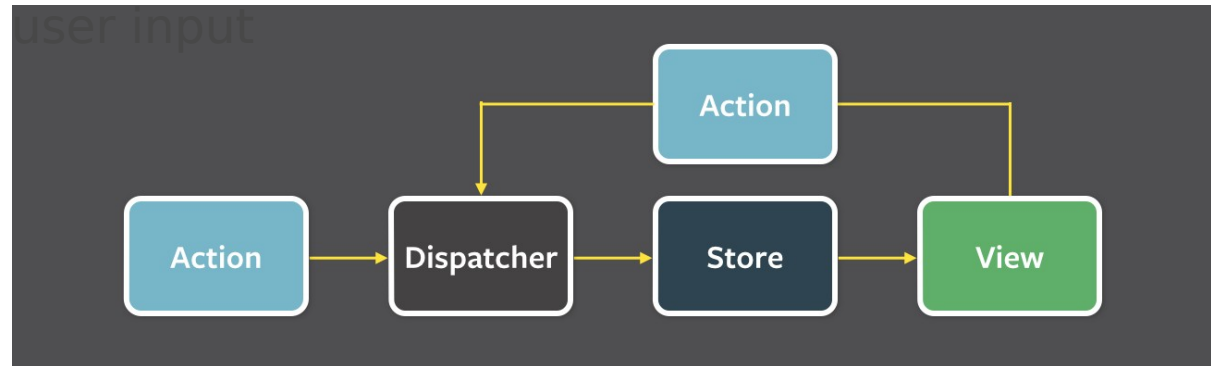 user input
Action
Action
Dispatcher
Store
View